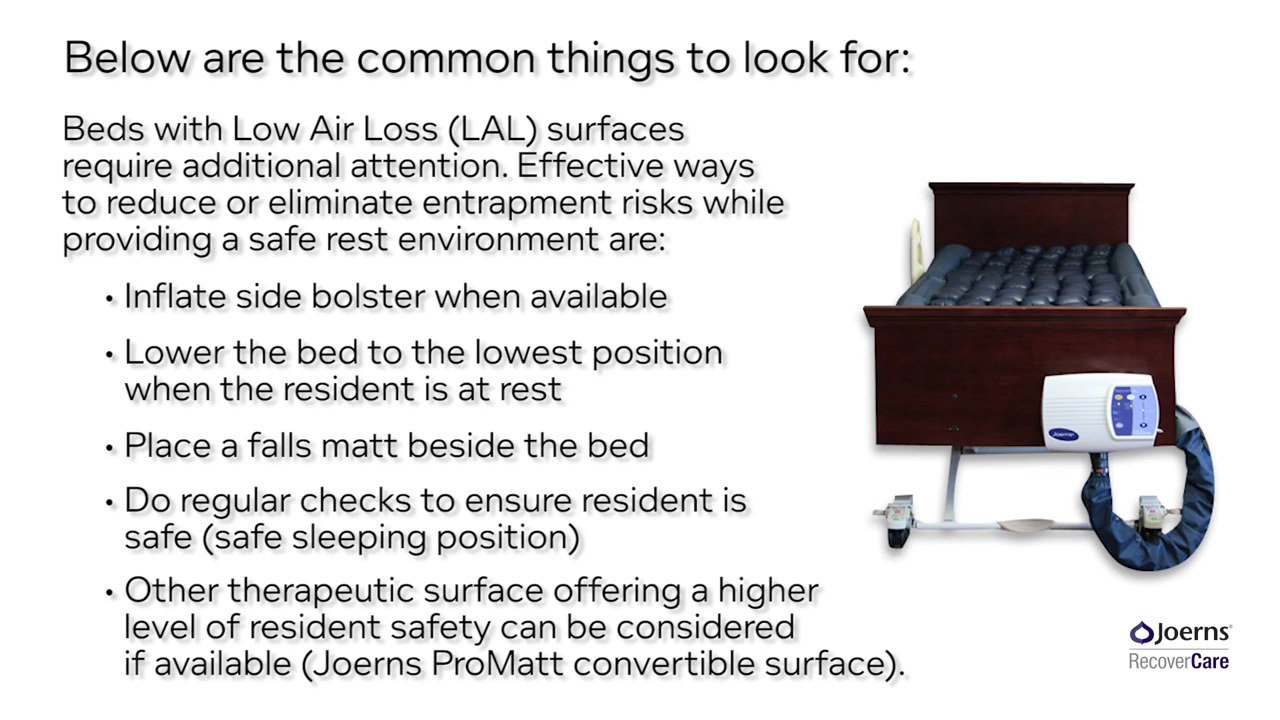 Below are the common things to look for:
Beds with Low Air Loss (LAL) surfaces
require additional attention. Effective ways
to reduce or eliminate entrapment risks while
providing a safe rest environment are:
• Inflate side bolster when available
• Lower the bed to the lowest position
when the resident is at rest
• Place a falls matt beside the bed
• Do regular checks to ensure resident is
safe (safe sleeping position)
• Other therapeutic surface offering a higher
level of resident safety can be considered
if available (Joerns ProMatt convertible surface).
Joerns
Joerns®
RecoverCare